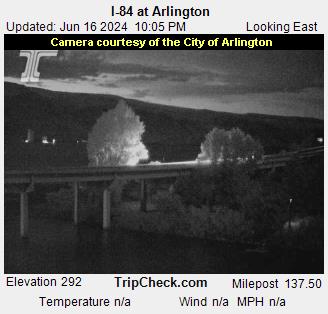 I-84 at Arlington
Updated: Jun 16 2024 10:05 PM Looking East
Camera courtesy of the City of Arlington
Elevation 292 TripCheck.com Milepost 137.50
Temperature n/a Wind n/a MPH n/a